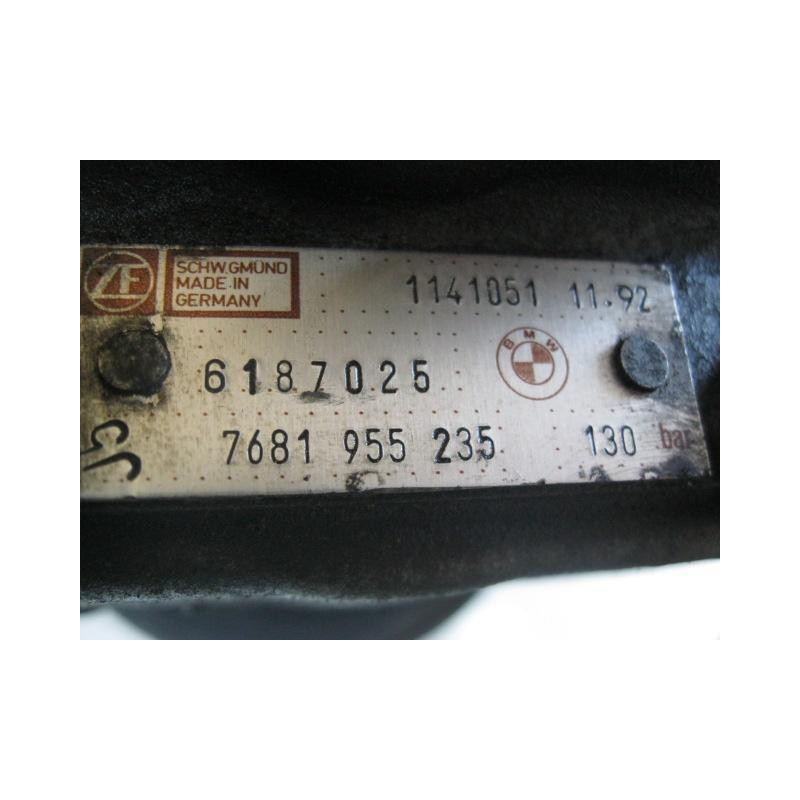 ZF
SCHW.GMÜND
MADE IN
GERMANY
1141051 11.92
BMW
6187025
7681 955 235 130 bar